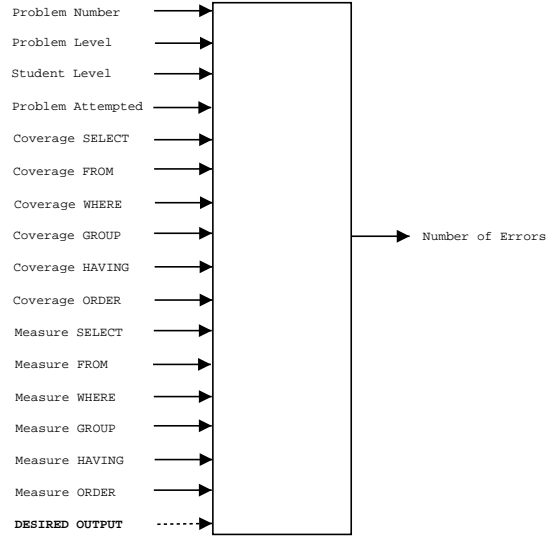 Problem Number
Problem Level
Student Level
Problem Attempted
Coverage SELECT
Coverage FROM
Coverage WHERE
Coverage GROUP
Coverage HAVING
Coverage ORDER
Measure SELECT
Measure FROM
Measure WHERE
Measure GROUP
Measure HAVING
Measure ORDER
DESIRED OUTPUT
Number of Errors